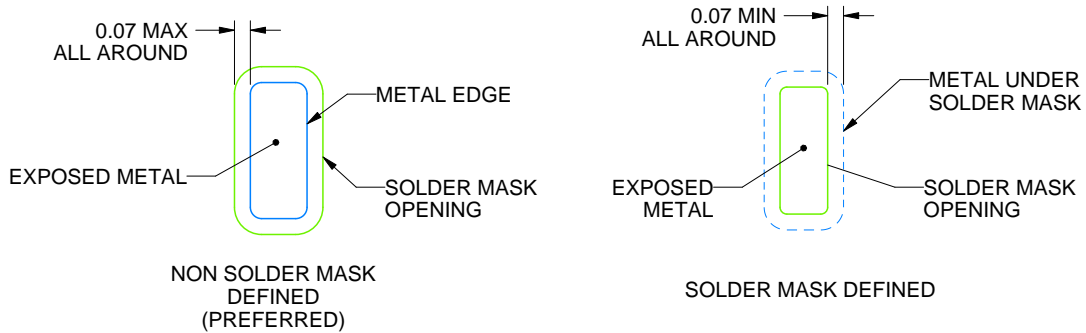 0.07 MAX
ALL AROUND
METAL EDGE
EXPOSED METAL
SOLDER MASK
OPENING
NON SOLDER MASK
DEFINED
(PREFERRED)
0.07 MIN
ALL AROUND
METAL UNDER
SOLDER MASK
EXPOSED
METAL
SOLDER MASK
OPENING
SOLDER MASK DEFINED